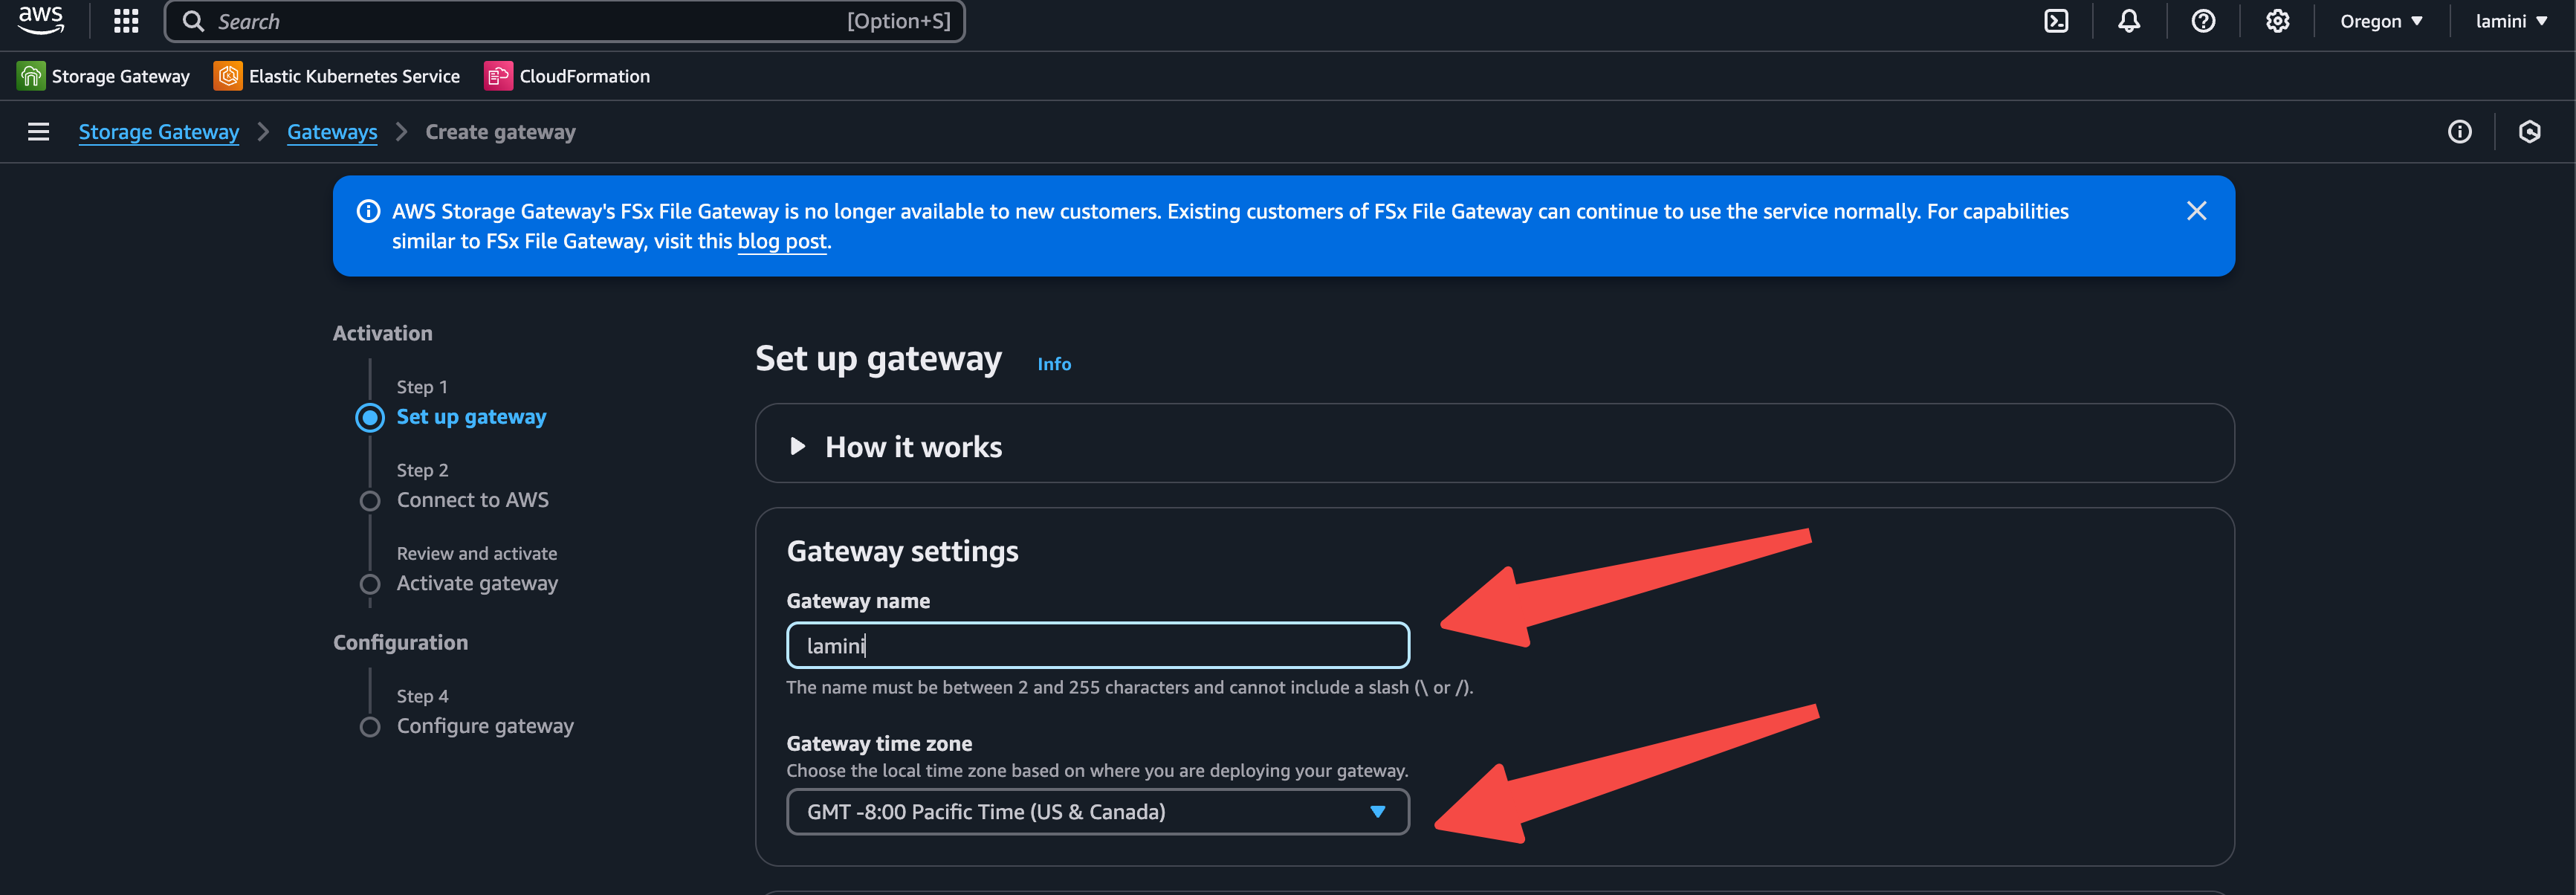 aws
Search [Option+S]
Oregon
lamini
Storage Gateway
Elastic Kubernetes Service
CloudFormation
Storage Gateway
Gateways
Create gateway
AWS Storage Gateway's FSx File Gateway is no longer available to new customers. Existing customers of FSx File Gateway can continue to use the service normally. For capabilities
similar to FSx File Gateway, visit this blog post.
Activation
Step 1
Set up gateway
Step 2
Connect to AWS
Review and activate
Activate gateway
Configuration
Step 4
Configure gateway
Set up gateway Info
How it works
Gateway settings
Gateway name
lamini
The name must be between 2 and 255 characters and cannot include a slash (\ or /).
Gateway time zone
Choose the local time zone based on where you are deploying your gateway.
GMT -8:00 Pacific Time (US & Canada)